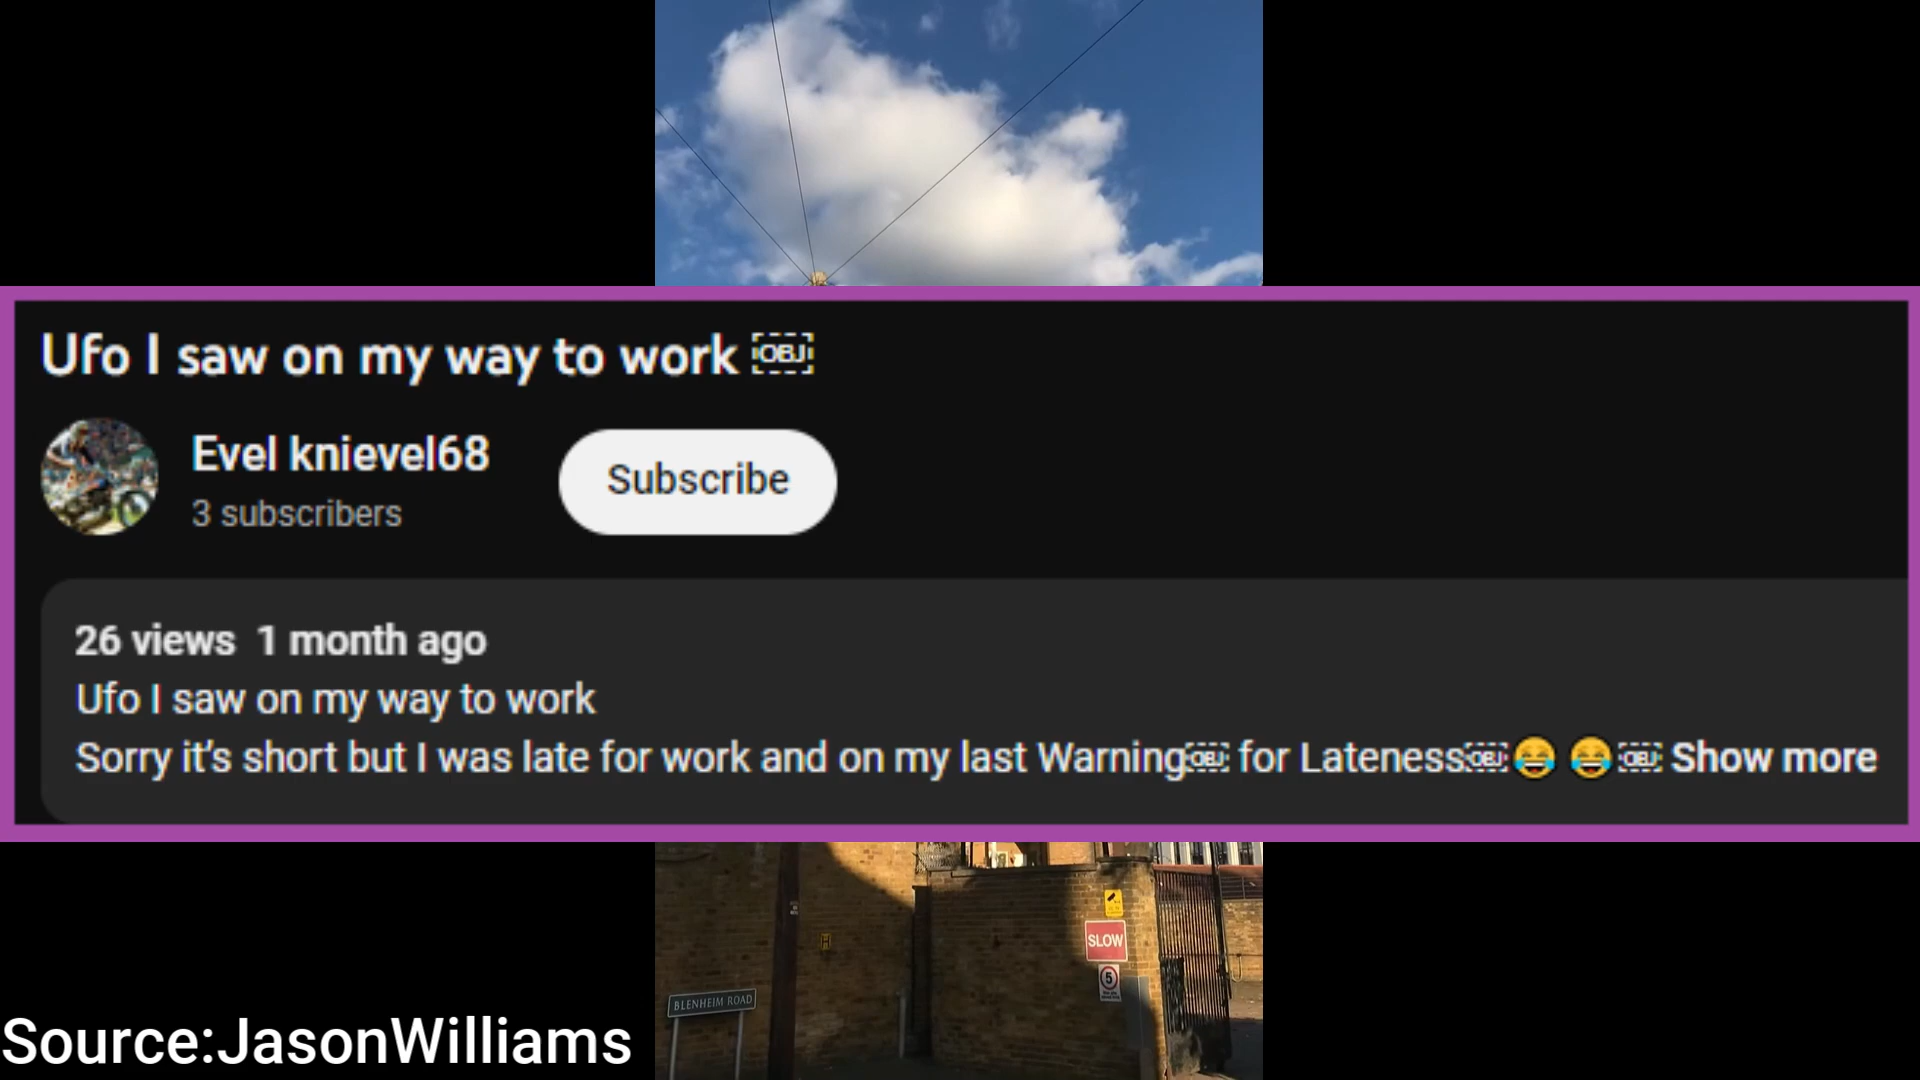 Ufo I saw on my way to work ￼
Evel knievel68
3 subscribers
Subscribe
26 views 1 month ago
Ufo I saw on my way to work
Sorry it's short but I was late for work and on my last Warning￼ for Lateness￼😂 😂￼ Show more
H
SLOW
5
BLENHEIM ROAD
Source:JasonWilliams